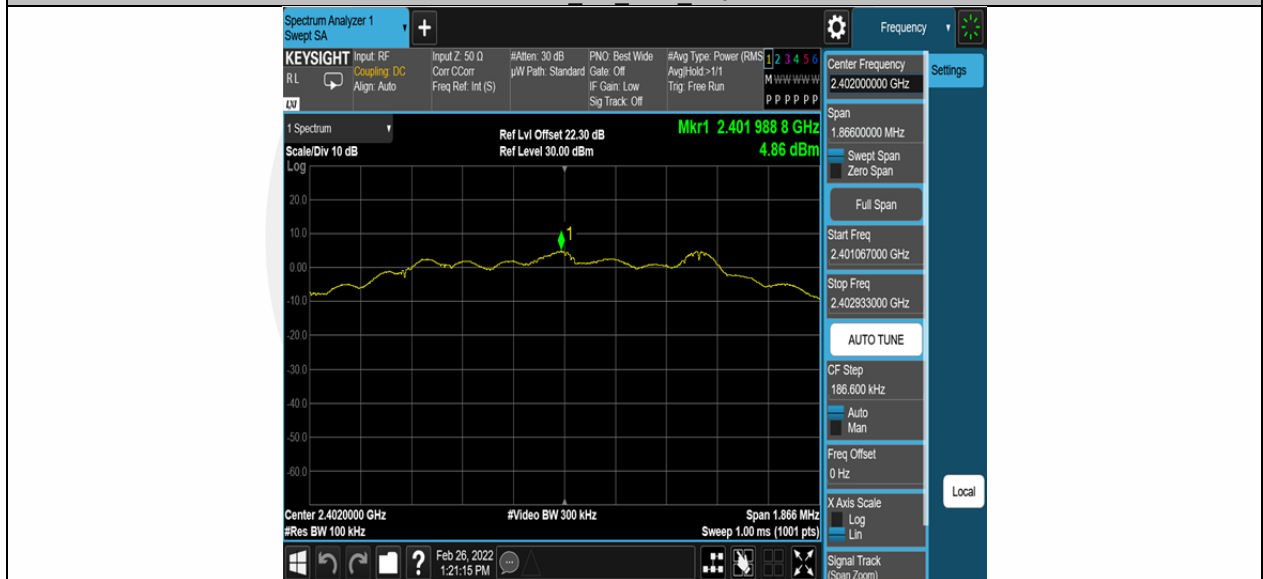 Spectrum Analyzer 1
Swept SA
+
Frequency
KEYSIGHT
RL
LXI
Input: RF
Coupling: DC
Align: Auto
Input Z: 50 Ω
Corr CCorr
Freq Ref: Int (S)
#Atten: 30 dB
µW Path: Standard
PNO: Best Wide
Gate: Off
IF Gain: Low
Sig Track: Off
#Avg Type: Power (RMS
Avg|Hold:>1/1
Trig: Free Run
1 2 3 4 5 6
M W W W W W
P P P P P P
Center Frequency
2.402000000 GHz
Settings
Span
1.86600000 MHz
Swept Span
Zero Span
Full Span
Start Freq
2.401067000 GHz
Stop Freq
2.402933000 GHz
AUTO TUNE
CF Step
186.600 kHz
Auto
Man
Freq Offset
0 Hz
X Axis Scale
Log
Lin
Signal Track
(Span Zoom)
Local
1 Spectrum
Scale/Div 10 dB
Log
Ref Lvl Offset 22.30 dB
Ref Level 30.00 dBm
Mkr1 2.401 988 8 GHz
4.86 dBm
20.0
10.0
0.00
-10.0
-20.0
-30.0
-40.0
-50.0
-60.0
1
Center 2.4020000 GHz
#Res BW 100 kHz
#Video BW 300 kHz
Span 1.866 MHz
Sweep 1.00 ms (1001 pts)
?
Feb 26, 2022
1:21:15 PM